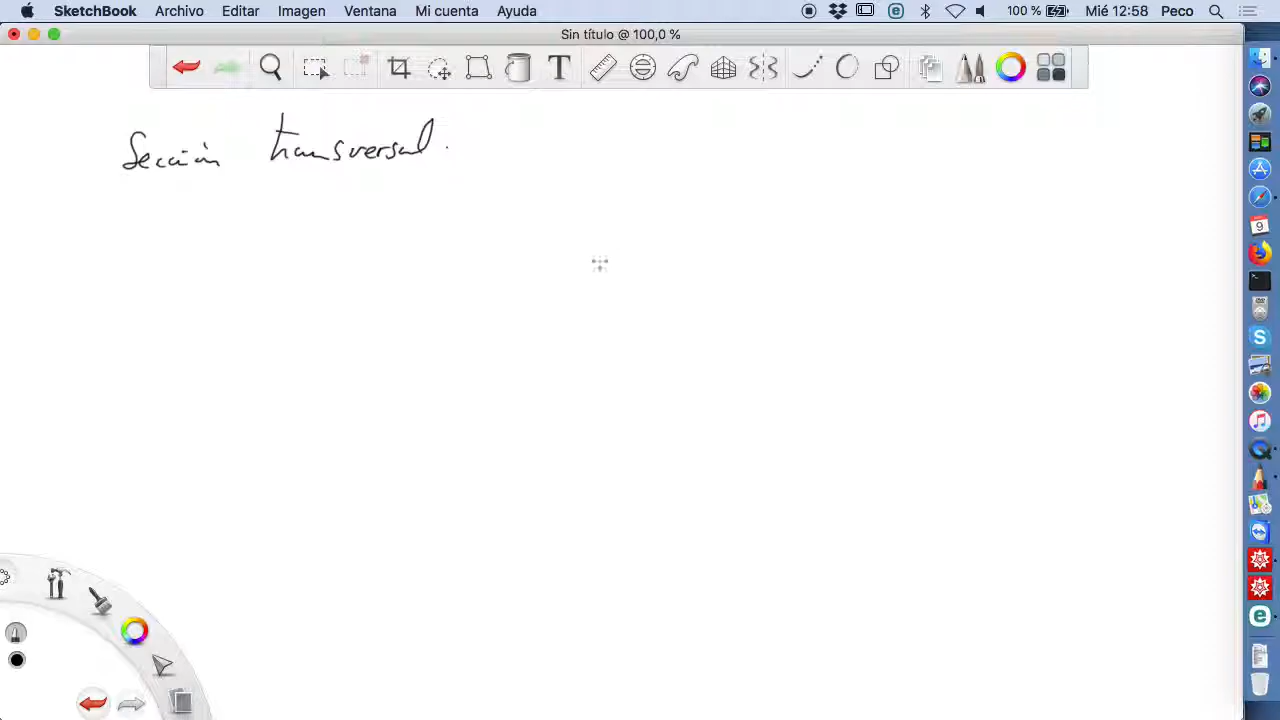 SketchBook Archivo Editar Imagen Ventana Mi cuenta Ayuda 100 % Mié 12:58 Peco
Sin título @ 100,0 %
T
Sección transversal.
9